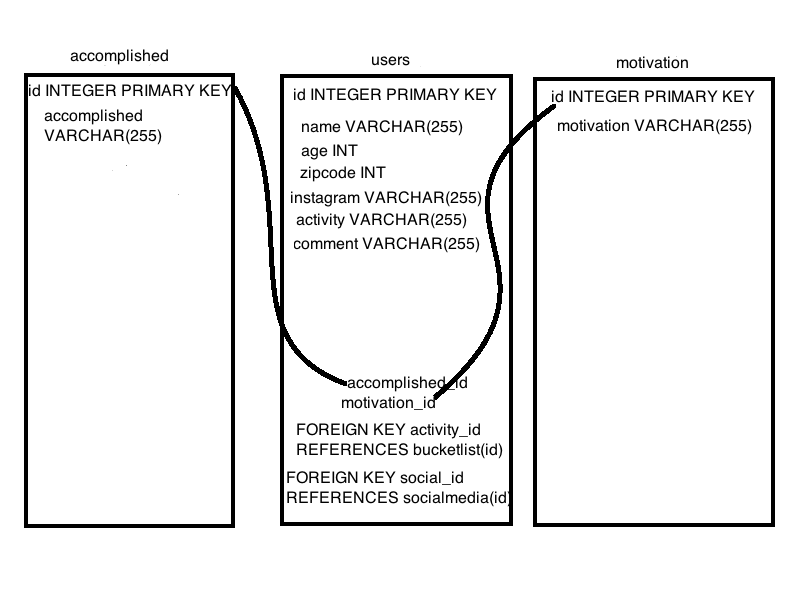 accomplished
id INTEGER PRIMARY KEY
accomplished
VARCHAR(255)
users
id INTEGER PRIMARY KEY
name VARCHAR(255)
age INT
zipcode INT
instagram VARCHAR(255)
activity VARCHAR(255)
comment VARCHAR(255)
accomplished_id
motivation_id
FOREIGN KEY activity_id
REFERENCES bucketlist(id)
FOREIGN KEY social_id
REFERENCES socialmedia(id)
motivation
id INTEGER PRIMARY KEY
motivation VARCHAR(255)